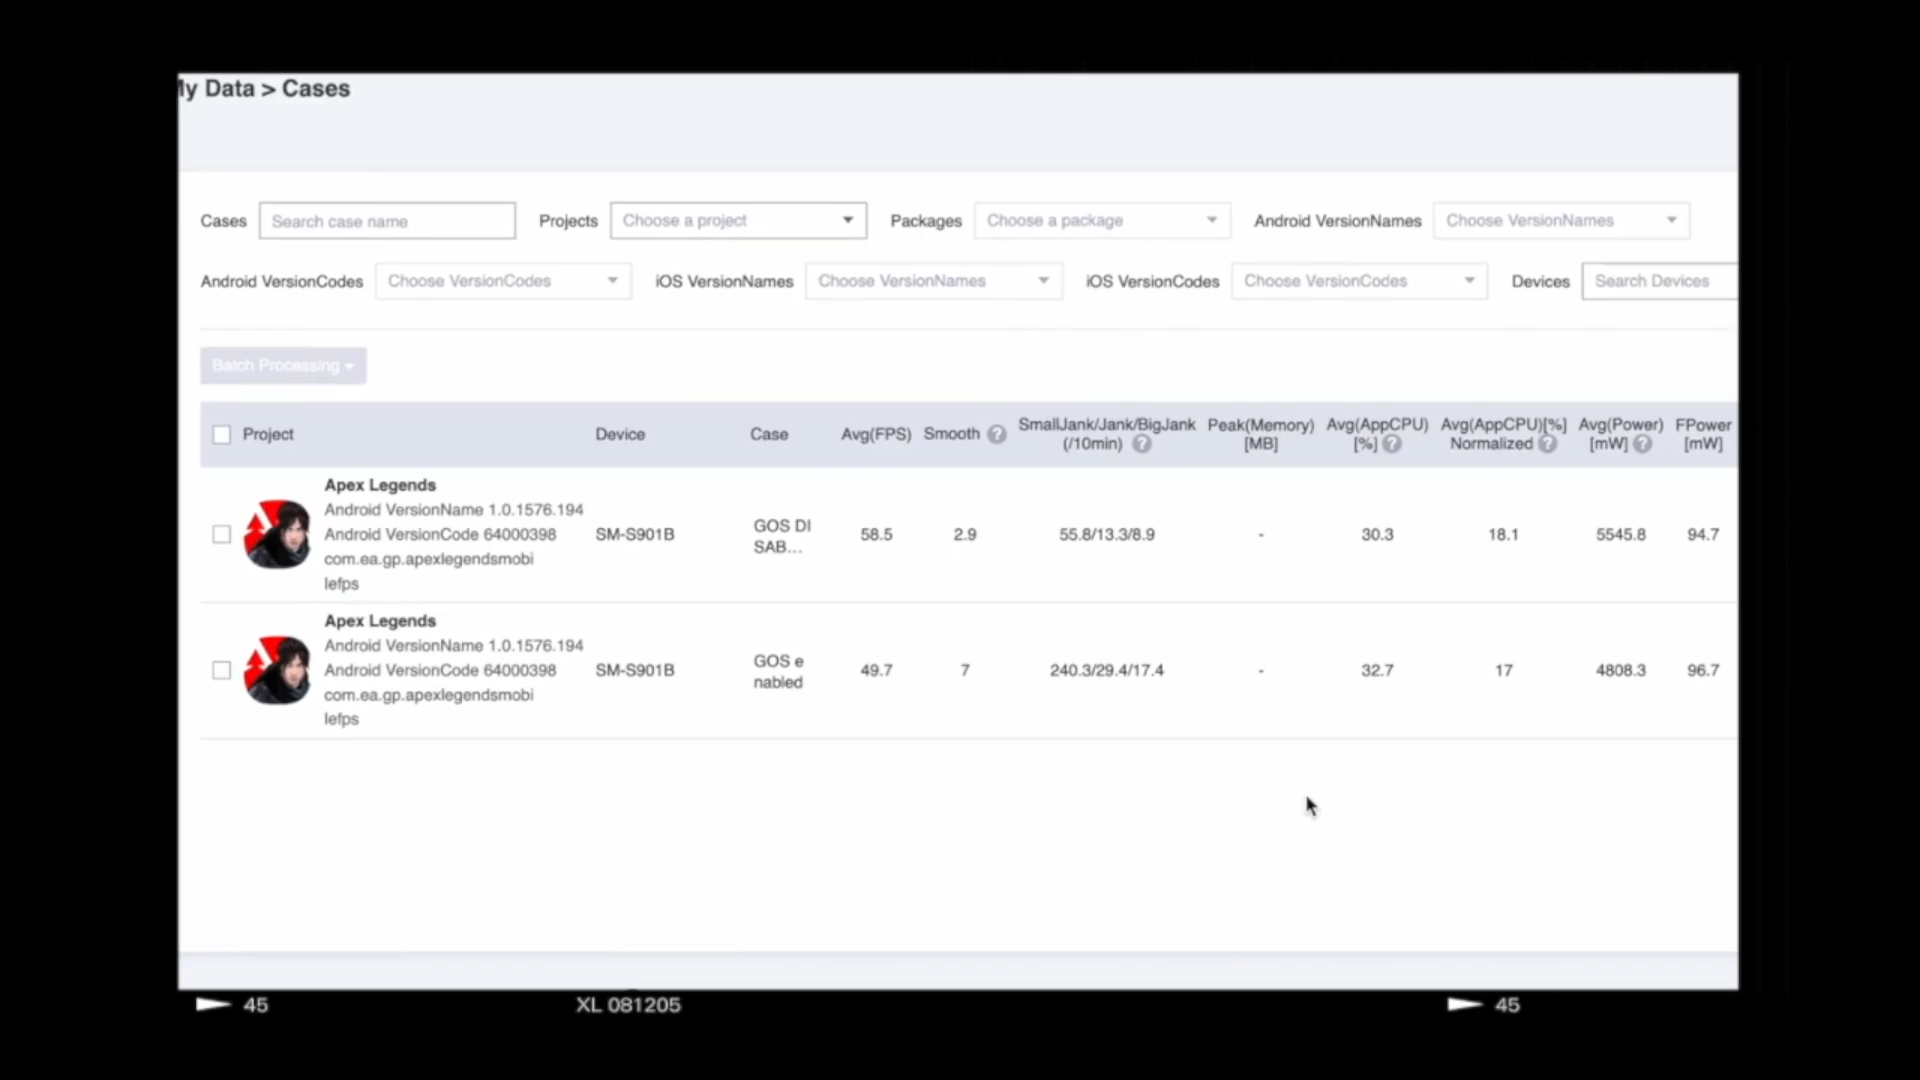 My Data > Cases
Cases Search case name Projects Choose a project Packages Choose a package Android VersionNames Choose VersionNames
Android VersionCodes Choose VersionCodes iOS VersionNames Choose VersionNames iOS VersionCodes Choose VersionCodes Devices Search Devices
Batch Processing
Project Device Case Avg(FPS) Smooth ? SmallJank/Jank/BigJank (/10min) ? Peak(Memory) [MB] Avg(AppCPU) [%] ? Avg(AppCPU)[%] Normalized ? Avg(Power) [mW] ? FPower [mW]
Apex Legends
Android VersionName 1.0.1576.194
Android VersionCode 64000398
com.ea.gp.apexlegendsmobi
lefps
SM-S901B
GOS DI
SAB...
58.5 2.9 55.8/13.3/8.9 - 30.3 18.1 5545.8 94.7
Apex Legends
Android VersionName 1.0.1576.194
Android VersionCode 64000398
com.ea.gp.apexlegendsmobi
lefps
SM-S901B
GOS e
nabled
49.7 7 240.3/29.4/17.4 - 32.7 17 4808.3 96.7
45 XL 081205 45